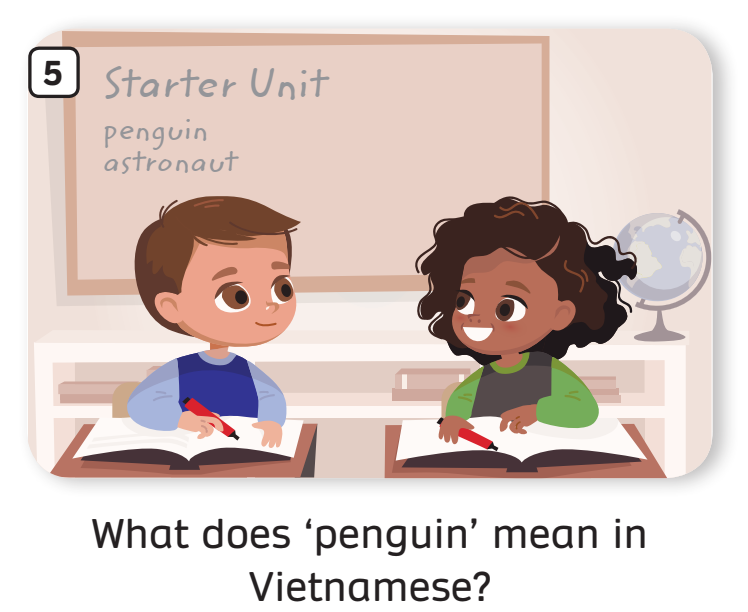 5
Starter Unit
penguin
astronaut
What does ‘penguin’ mean in
Vietnamese?